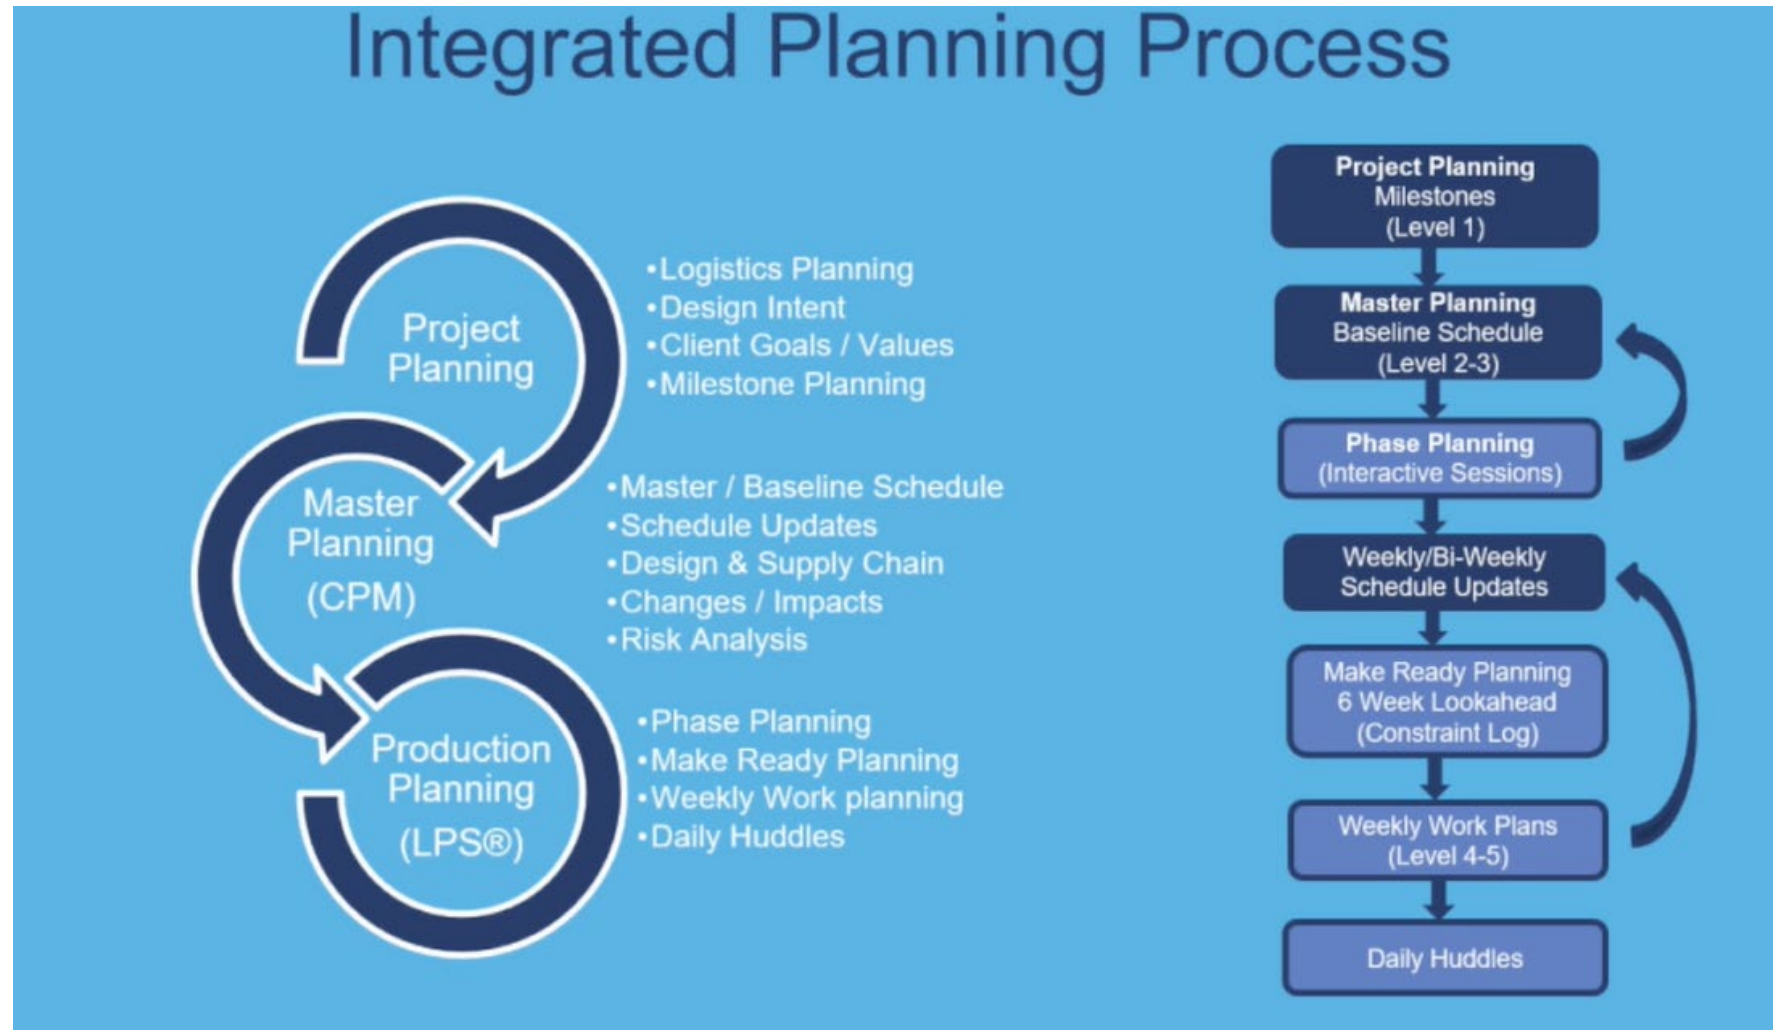 Integrated Planning Process
Project
Planning
•Logistics Planning
•Design Intent
•Client Goals / Values
•Milestone Planning
Master
Planning
(CPM)
•Master / Baseline Schedule
•Schedule Updates
•Design & Supply Chain
•Changes / Impacts
•Risk Analysis
Production
Planning
(LPS®)
•Phase Planning
•Make Ready Planning
•Weekly Work planning
•Daily Huddles
Project Planning
Milestones
(Level 1)
Master Planning
Baseline Schedule
(Level 2-3)
Phase Planning
(Interactive Sessions)
Weekly/Bi-Weekly
Schedule Updates
Make Ready Planning
6 Week Lookahead
(Constraint Log)
Weekly Work Plans
(Level 4-5)
Daily Huddles